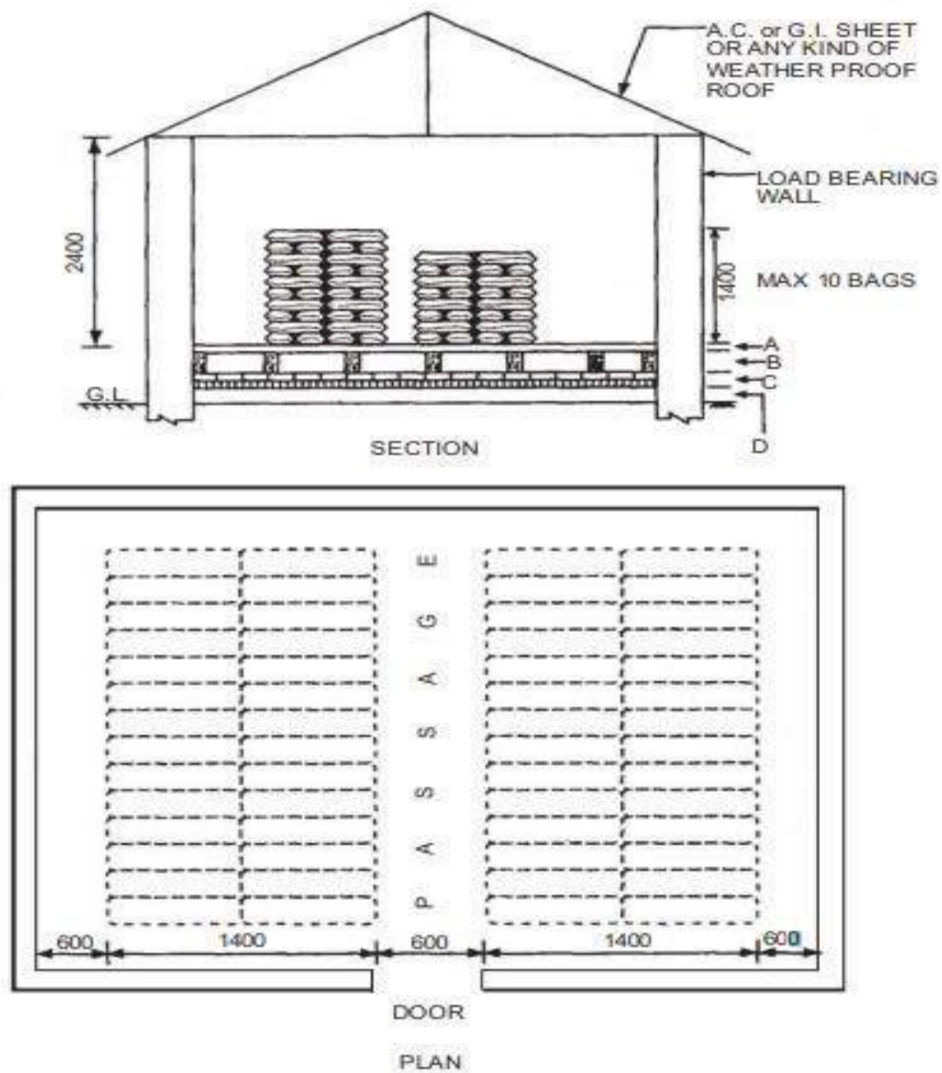 A.C. or G.I. SHEET
OR ANY KIND OF
WEATHER PROOF
ROOF
LOAD BEARING
WALL
2400
1400
MAX 10 BAGS
A
B
C
D
G.L.
SECTION
PASSSAGE
600
1400
600
1400
600
DOOR
PLAN